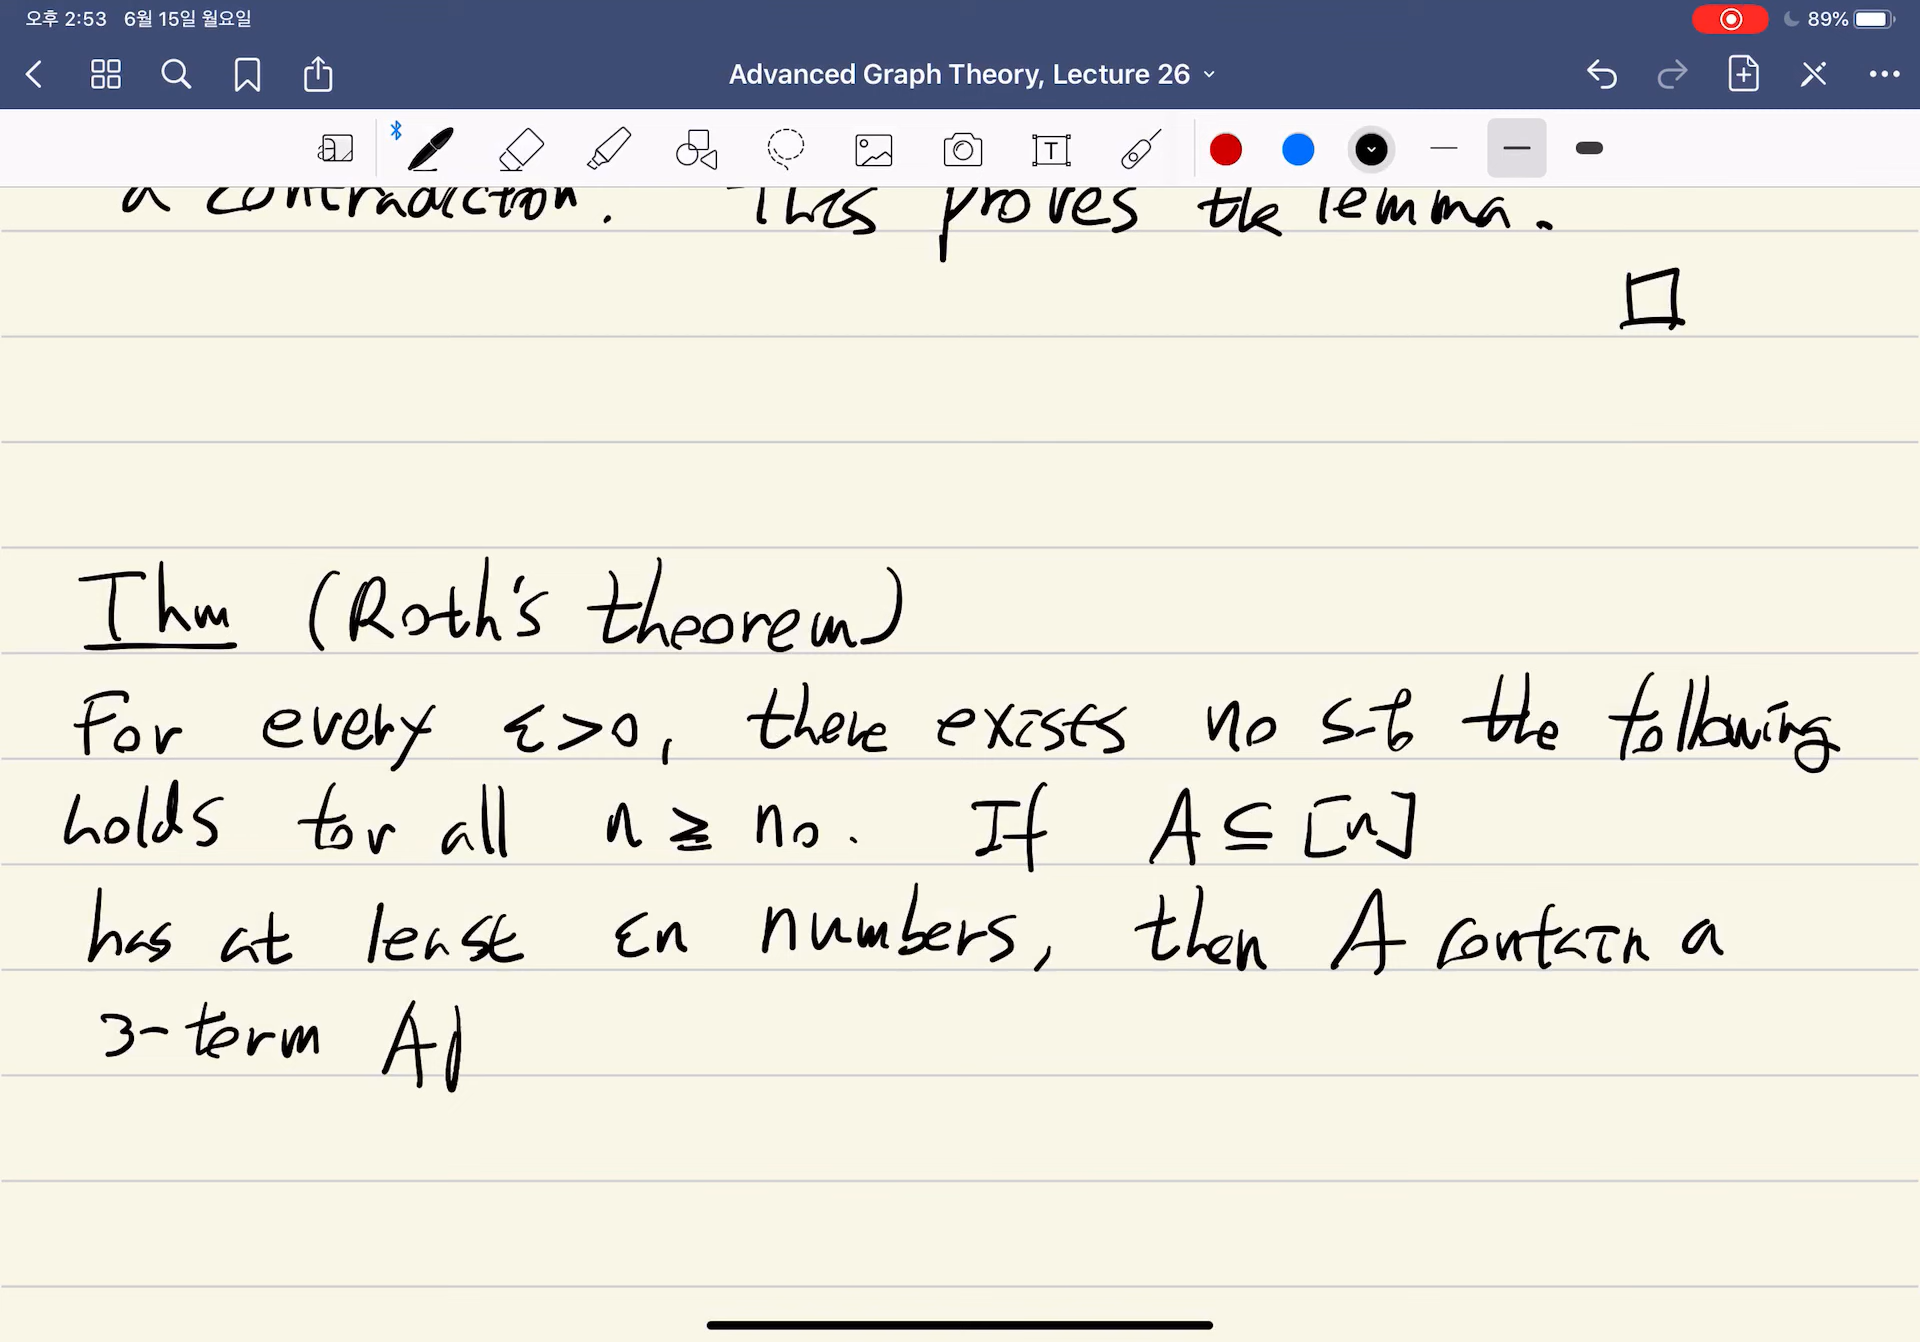 오후 2:53 6월 15일 월요일
89%
Advanced Graph Theory, Lecture 26
a contradiction. This proves the lemma.
Thm (Roth's theorem)
For every ε>0, there exists n₀ s-t the following
holds for all n ≥ n₀. If A ⊆ [n]
has at least εn numbers, then A contain a
3-term A